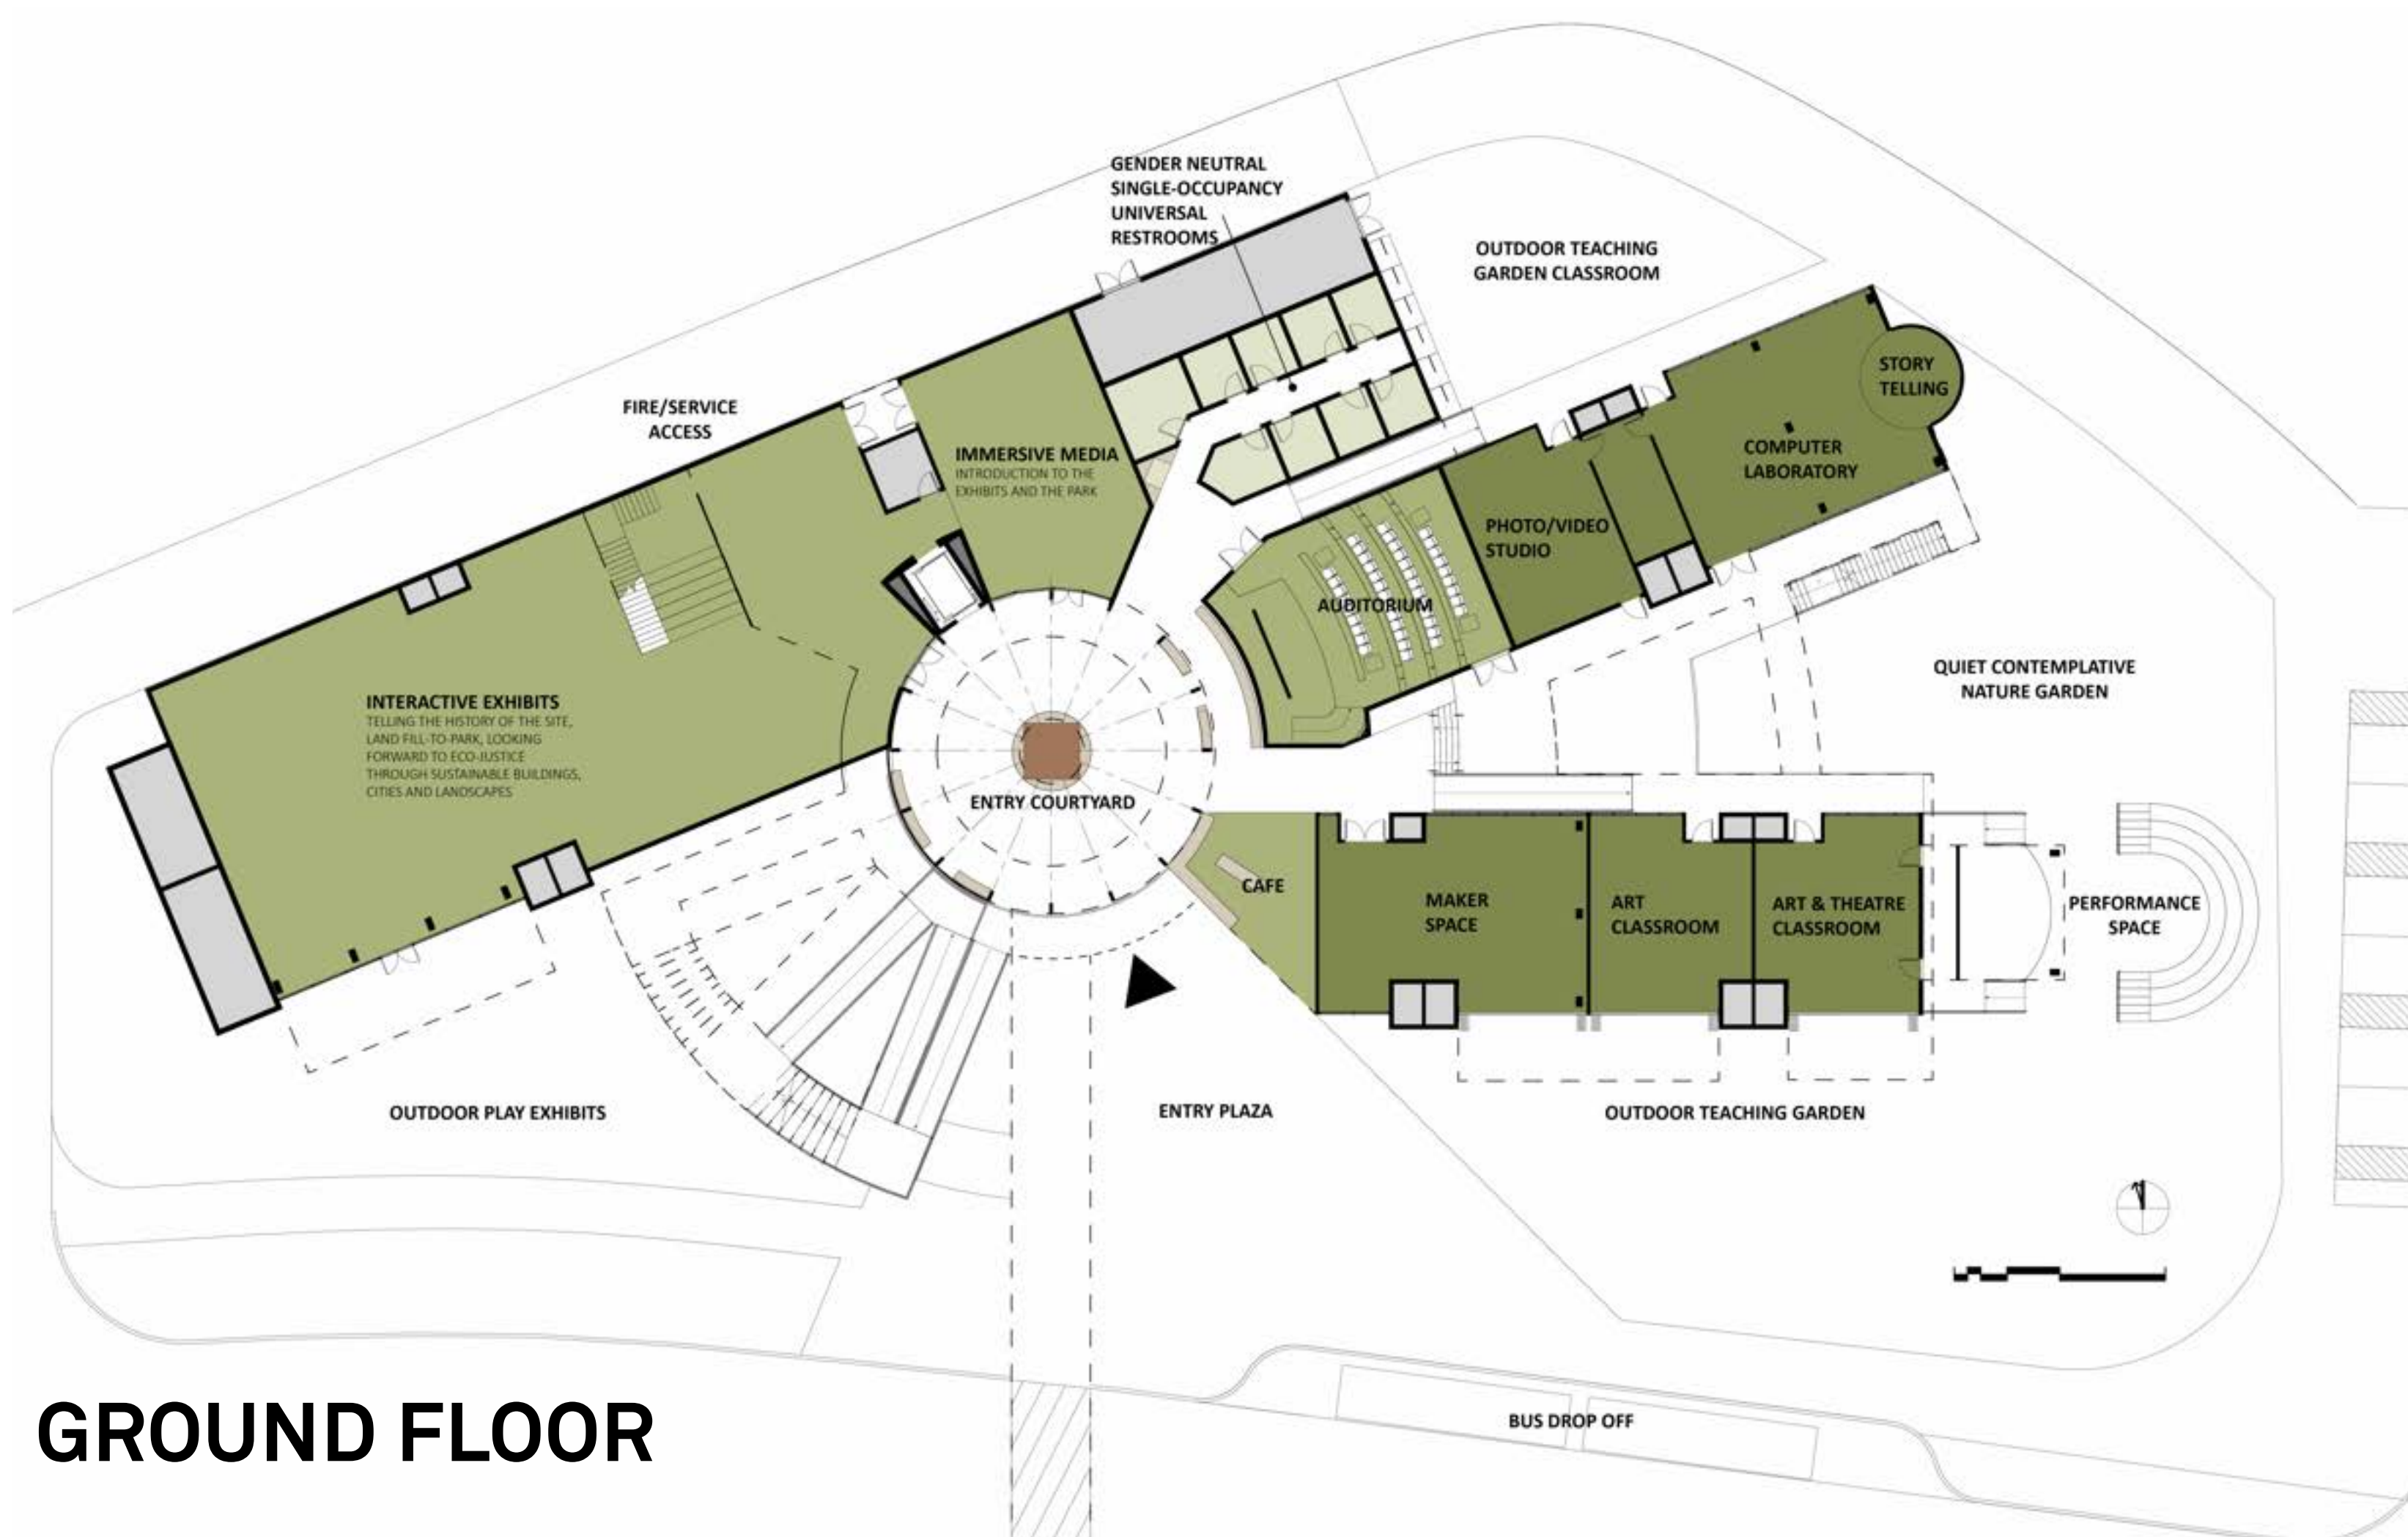 GENDER NEUTRAL
SINGLE-OCCUPANCY
UNIVERSAL
RESTROOMS
OUTDOOR TEACHING
GARDEN CLASSROOM
STORY
TELLING
FIRE/SERVICE
ACCESS
IMMERSIVE MEDIA
INTRODUCTION TO THE
EXHIBITS AND THE PARK
COMPUTER
LABORATORY
PHOTO/VIDEO
STUDIO
AUDITORIUM
QUIET CONTEMPLATIVE
NATURE GARDEN
INTERACTIVE EXHIBITS
TELLING THE HISTORY OF THE SITE,
LAND FILL-TO-PARK, LOOKING
FORWARD TO ECO-JUSTICE
THROUGH SUSTAINABLE BUILDINGS,
CITIES AND LANDSCAPES
ENTRY COURTYARD
CAFE
MAKER
SPACE
ART
CLASSROOM
ART & THEATRE
CLASSROOM
PERFORMANCE
SPACE
OUTDOOR PLAY EXHIBITS
ENTRY PLAZA
OUTDOOR TEACHING GARDEN
BUS DROP OFF
GROUND FLOOR